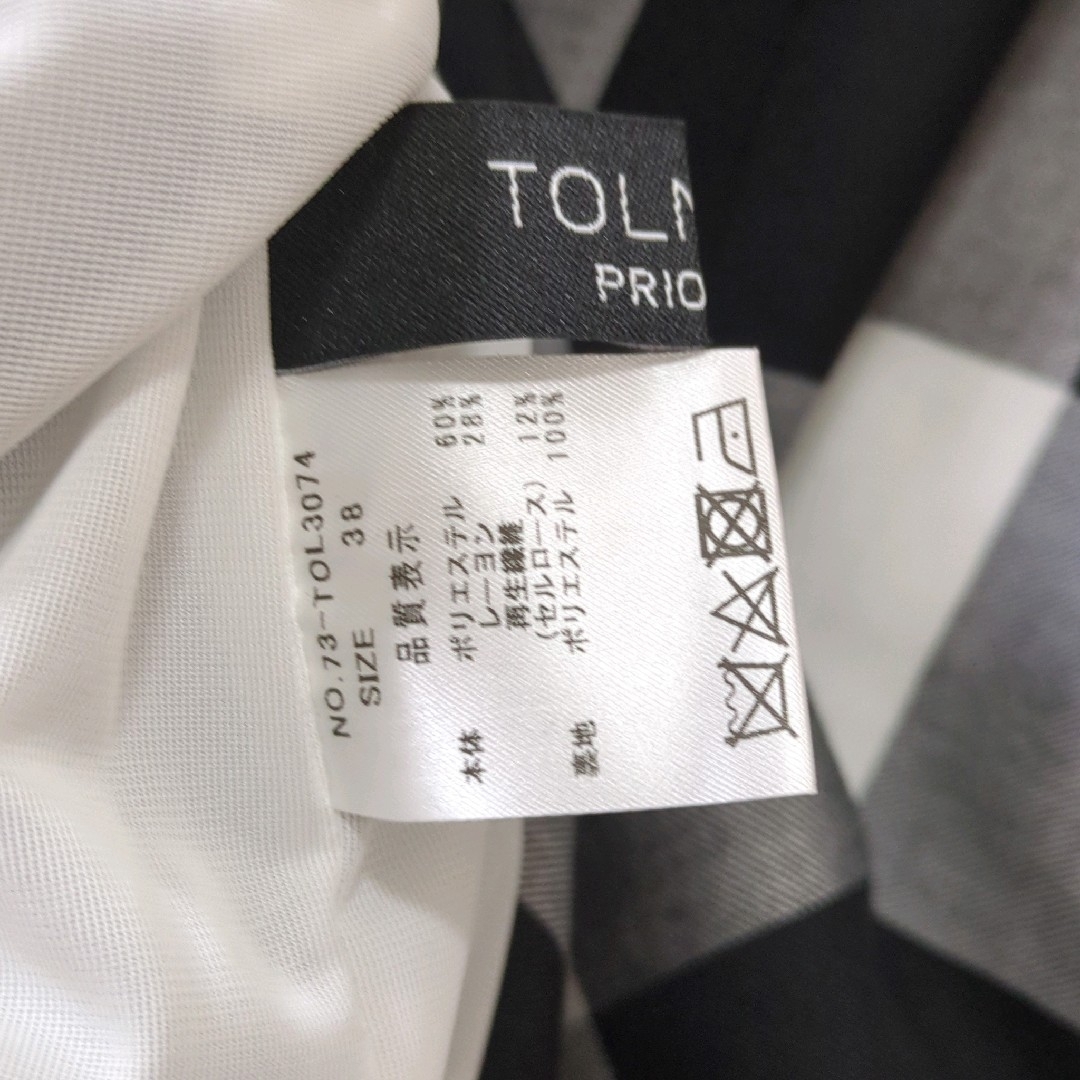 TOLN
PRIO
NO.73-TOL3074
SIZE 38
品質表示
本体 ポリエステル 60%
レーヨン 28%
再生繊維
(セルロース) 12%
裏地 ポリエステル 100%